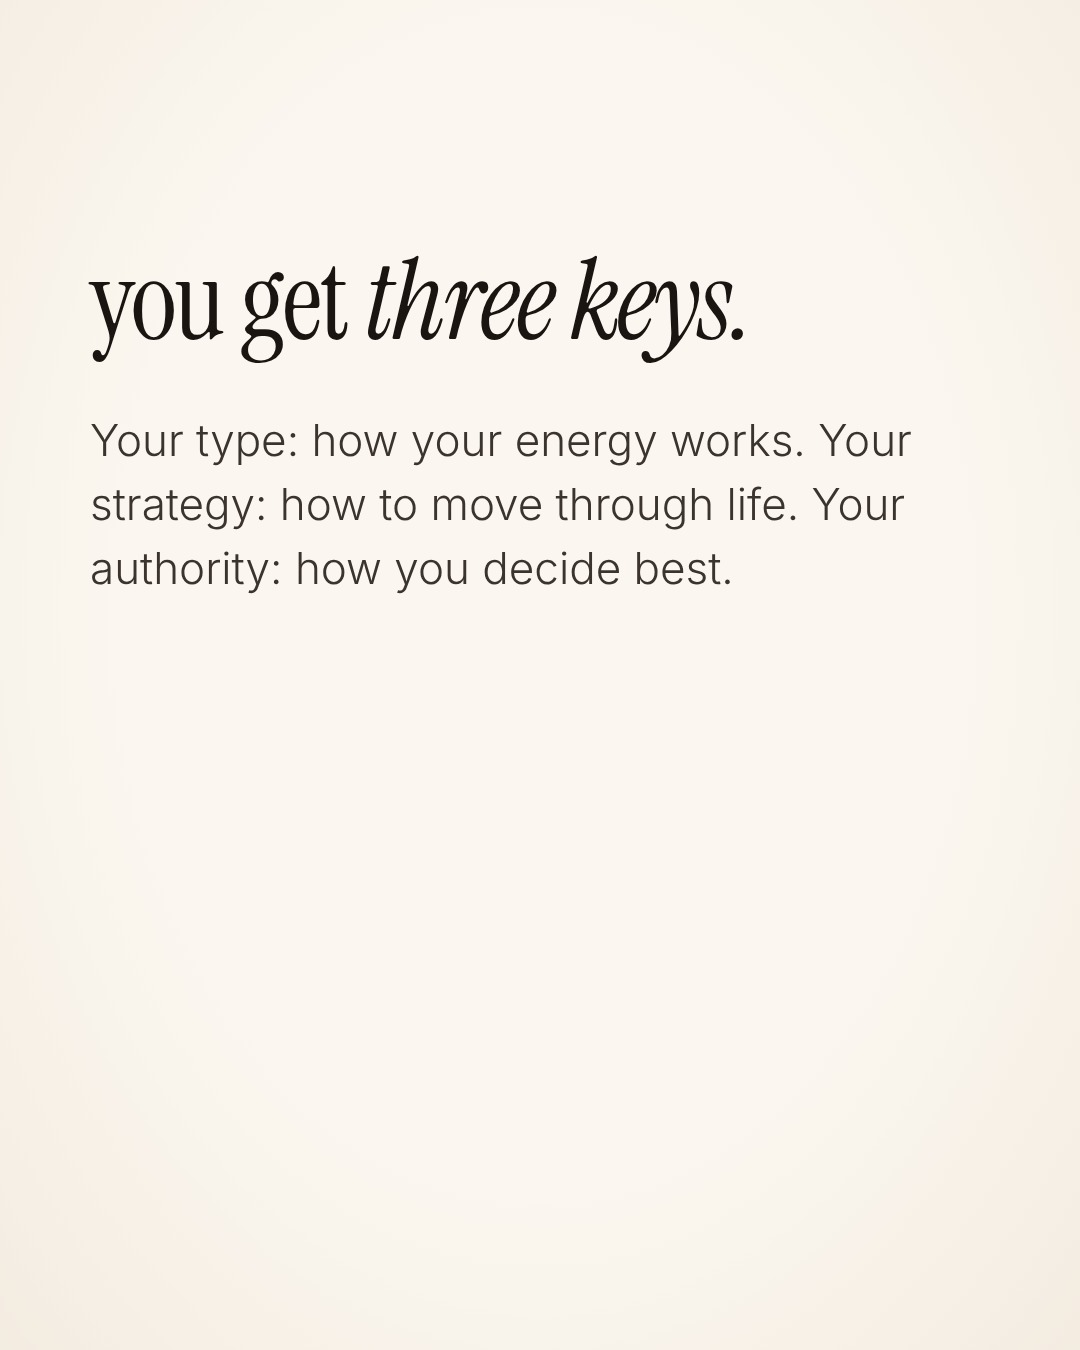 you get three keys.
Your type: how your energy works. Your
strategy: how to move through life. Your
authority: how you decide best.